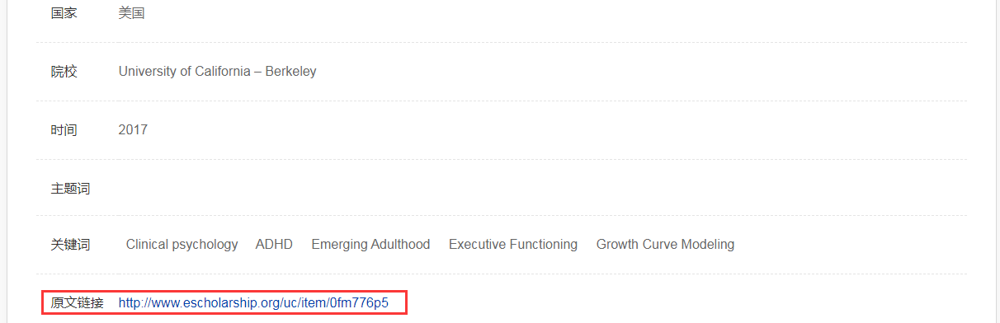 国家 美国
院校 University of California – Berkeley
时间 2017
主题词
关键词 Clinical psychology ADHD Emerging Adulthood Executive Functioning Growth Curve Modeling
原文链接 http://www.escholarship.org/uc/item/0fm776p5